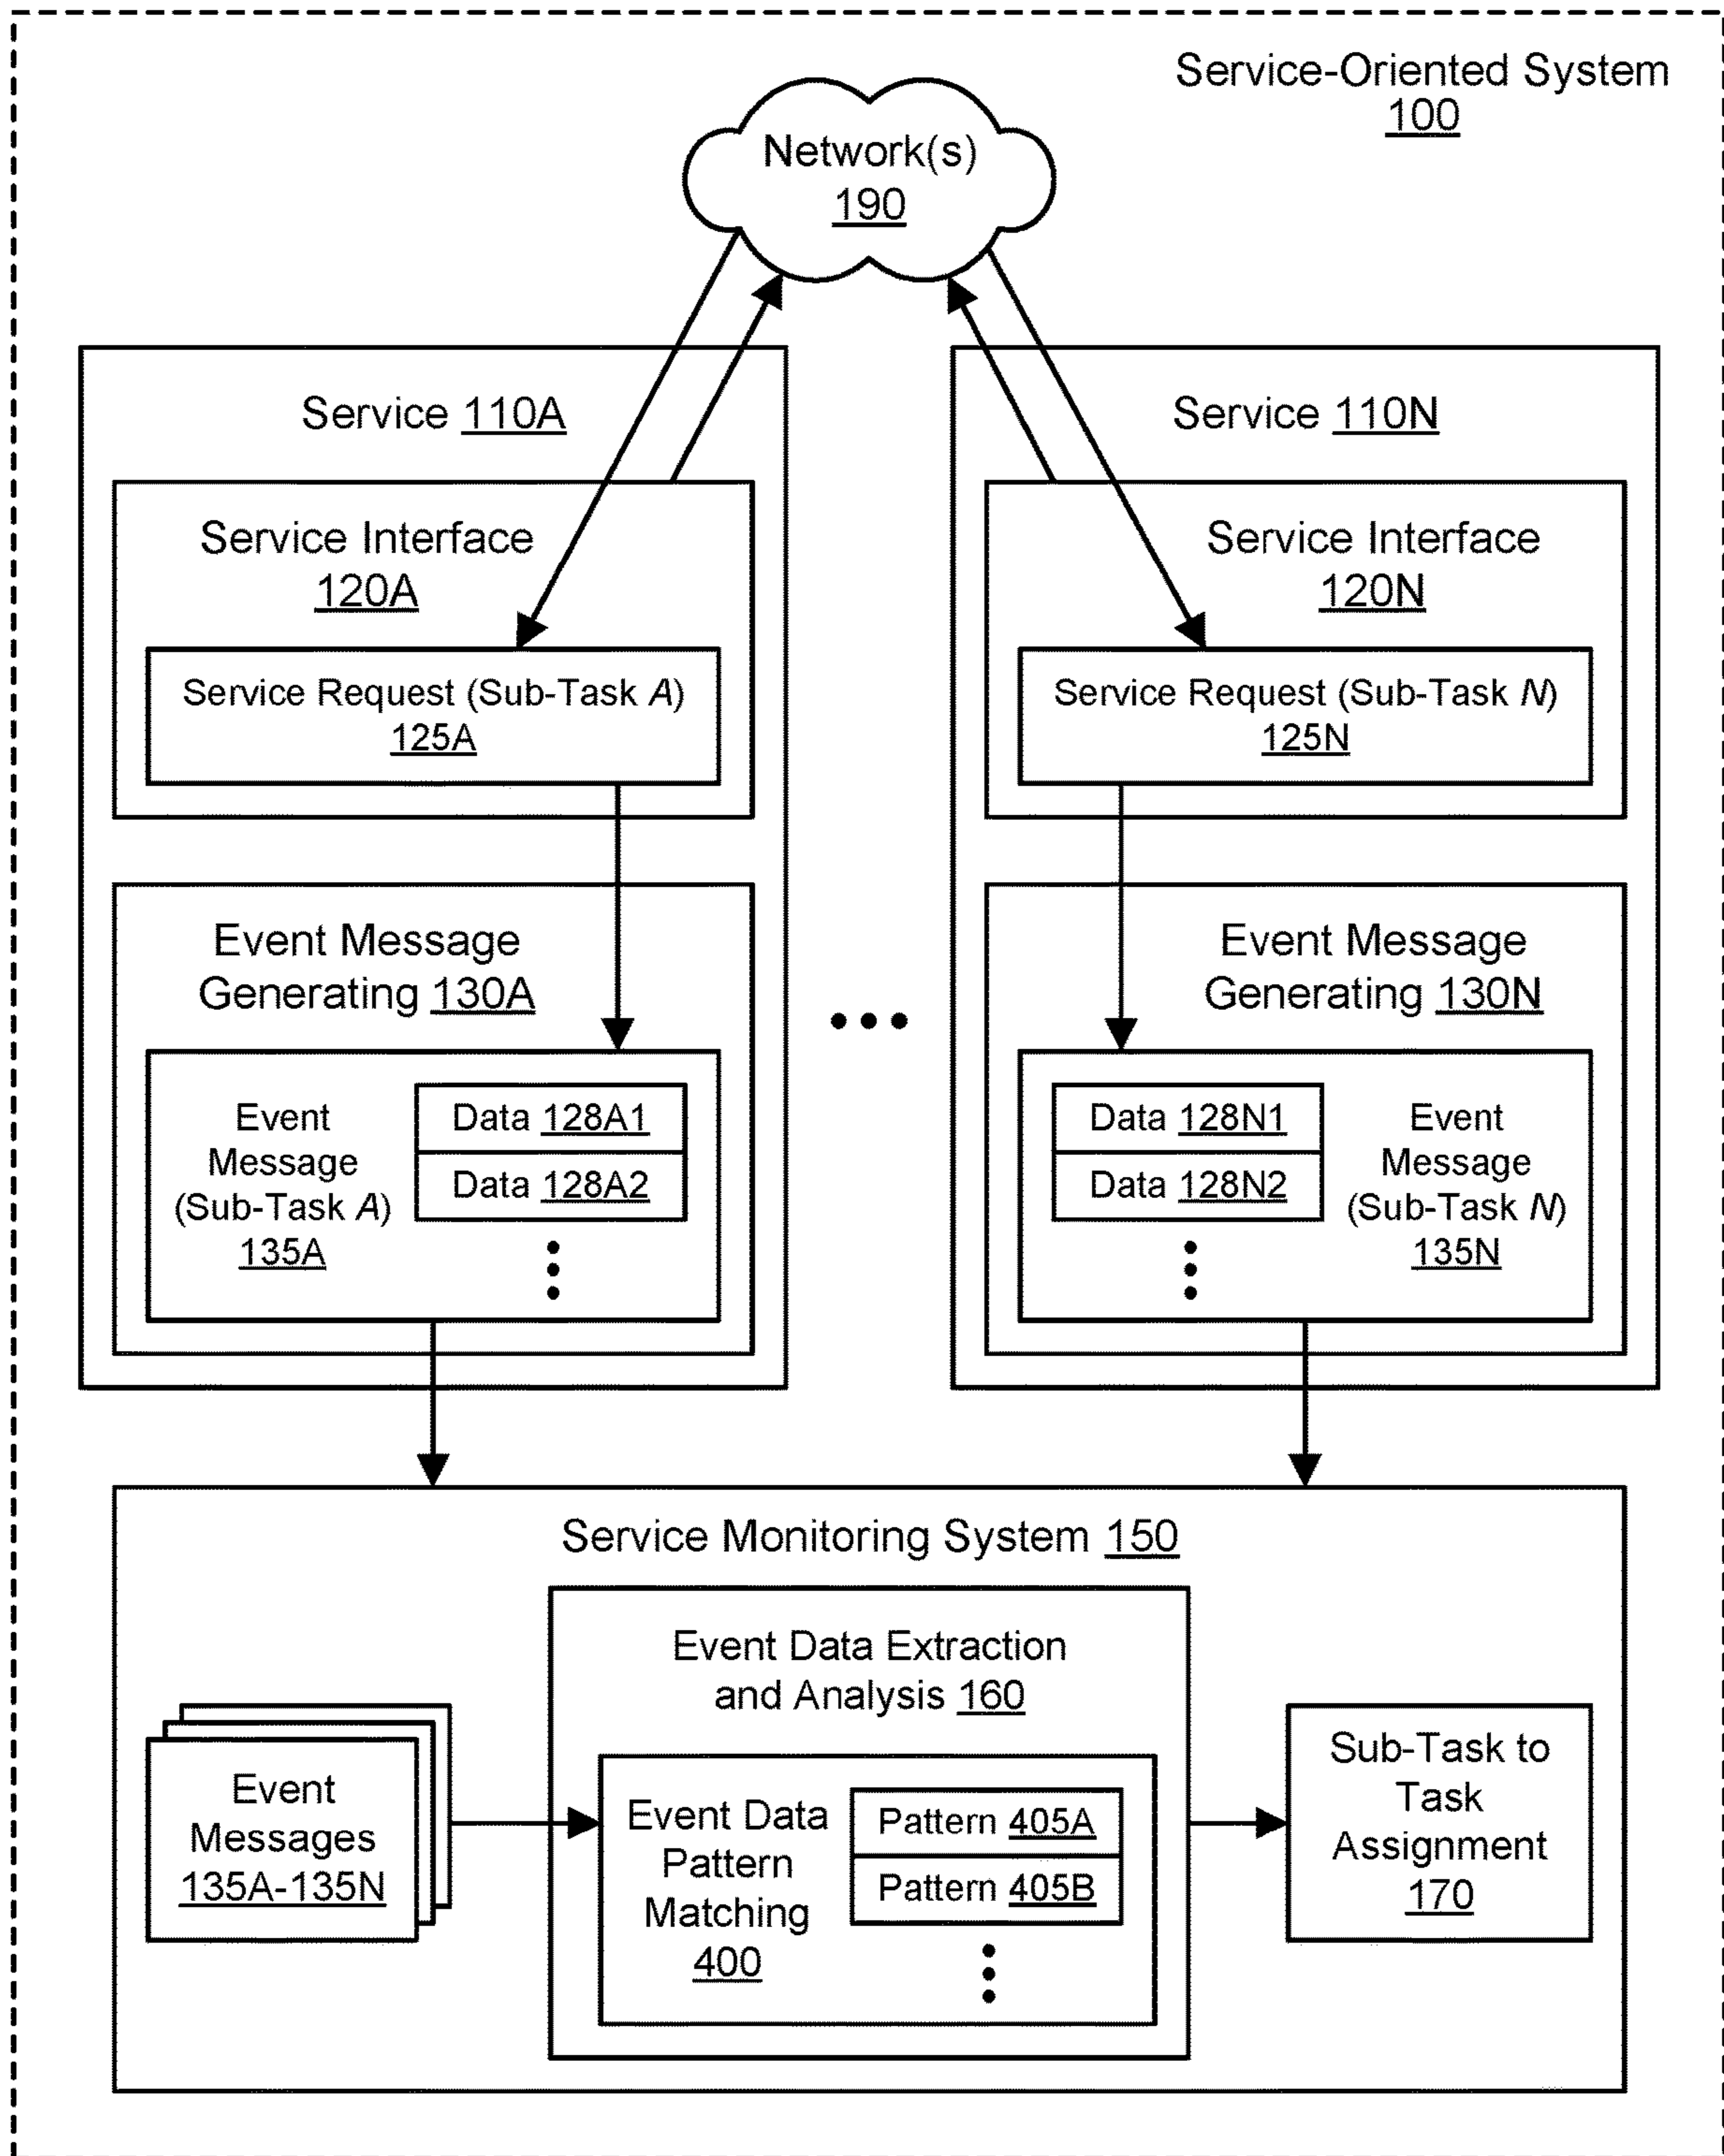 Service-Oriented System
100
Network(s)
190
Service 110A
Service Interface
120A
Service Request (Sub-Task A)
125A
Event Message
Generating 130A
Event
Message
(Sub-Task A)
135A
Data 128A1
Data 128A2
Service 110N
Service Interface
120N
Service Request (Sub-Task N)
125N
Event Message
Generating 130N
Data 128N1
Data 128N2
Event
Message
(Sub-Task N)
135N
Service Monitoring System 150
Event
Messages
135A-135N
Event Data Extraction
and Analysis 160
Event Data
Pattern
Matching
400
Pattern 405A
Pattern 405B
Sub-Task to
Task
Assignment
170